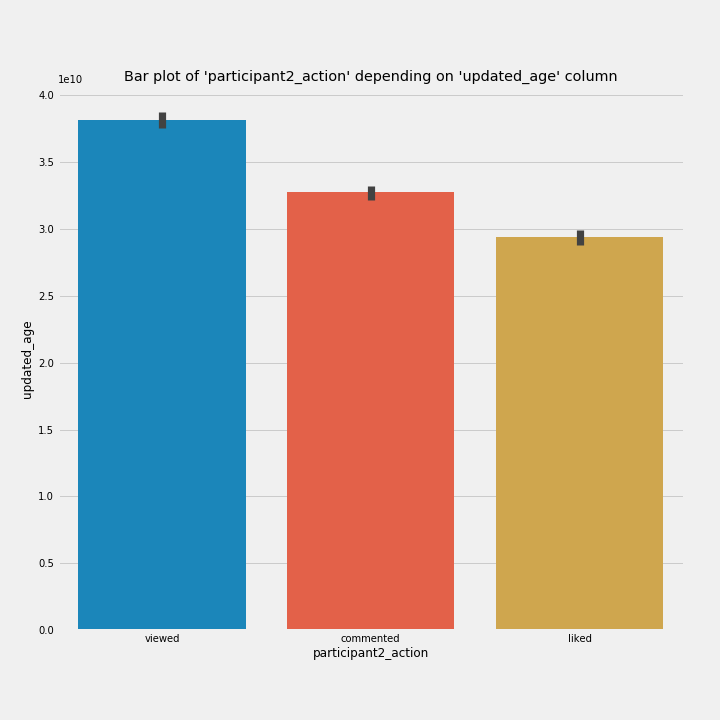 Bar plot of 'participant2_action' depending on 'updated_age' column
1e10
4.0
3.5
3.0
2.5
2.0
1.5
1.0
0.5
0.0
updated_age
viewed
commented
liked
participant2_action